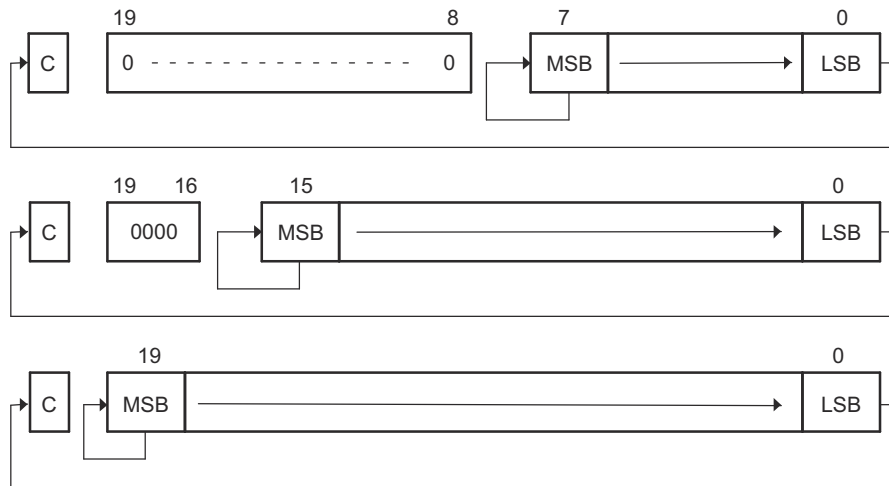 19 8 7 0
C 0 0 MSB LSB
19 16 15 0
C 0000 MSB LSB
19 0
C MSB LSB